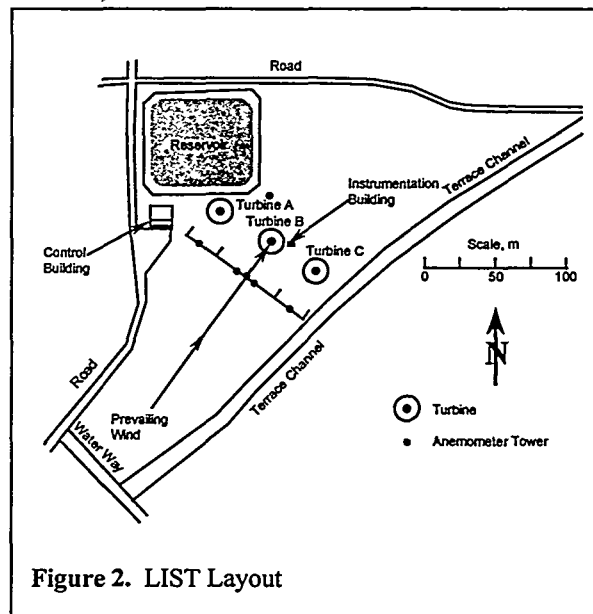 Road
Reservoir
Instrumentation
Building
Terrace Channel
Turbine A
Turbine B
Turbine C
Scale, m
0 50 100
Control
Building
N
Road
Terrace Channel
Prevailing
Wind
Water Way
Turbine
Anemometer Tower
Figure 2. LIST Layout